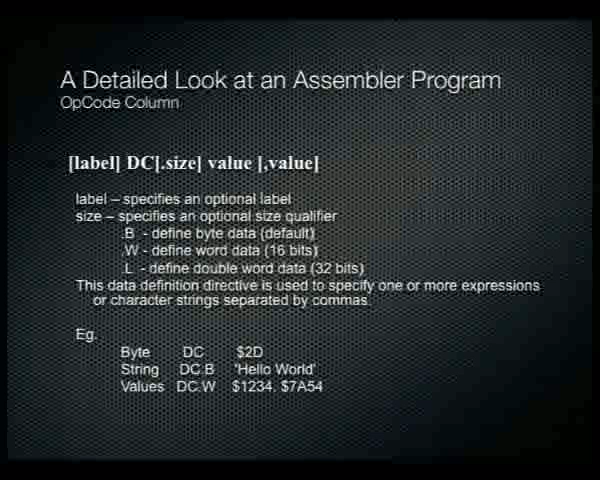 A Detailed Look at an Assembler Program
OpCode Column
[label] DC[.size] value [,value]
label – specifies an optional label
size – specifies an optional size qualifier
.B - define byte data (default)
.W - define word data (16 bits)
.L - define double word data (32 bits)
This data definition directive is used to specify one or more expressions
or character strings separated by commas.
Eg.
Byte DC $2D
String DC.B 'Hello World'
Values DC.W $1234, $7A54